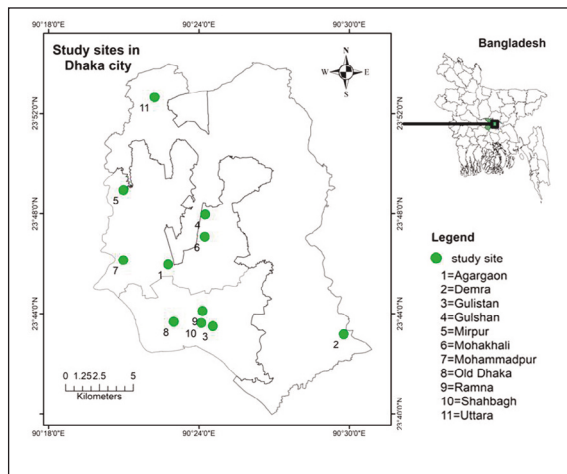 90°18'0"E
90°24'0"E
90°30'0"E
Study sites in
Dhaka city
N
W
E
S
Bangladesh
23°52'0"N
23°52'0"N
23°48'0"N
23°48'0"N
23°44'0"N
23°44'0"N
23°40'0"N
11
5
4
6
7
1
8
9
10
3
2
0 1.25 2.5 5
Kilometers
90°18'0"E
90°24'0"E
90°30'0"E
Legend
study site
1=Agargaon
2=Demra
3=Gulistan
4=Gulshan
5=Mirpur
6=Mohakhali
7=Mohammadpur
8=Old Dhaka
9=Ramna
10=Shahbagh
11=Uttara